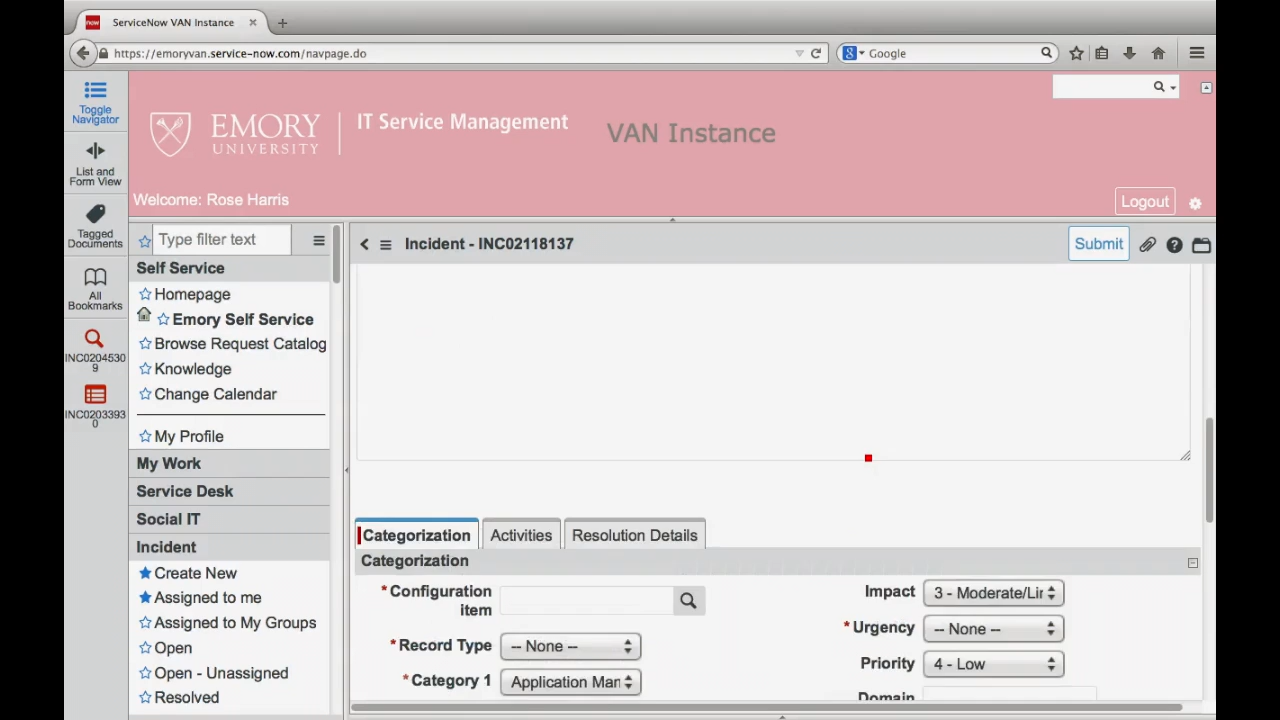 ServiceNow VAN Instance
https://emoryvan.service-now.com/navpage.do
Google
Toggle Navigator
List and Form View
Tagged Documents
All Bookmarks
INC02045309
INC02033930
EMORY UNIVERSITY
IT Service Management
VAN Instance
Welcome: Rose Harris
Logout
Type filter text
Self Service
Homepage
Emory Self Service
Browse Request Catalog
Knowledge
Change Calendar
My Profile
My Work
Service Desk
Social IT
Incident
Create New
Assigned to me
Assigned to My Groups
Open
Open - Unassigned
Resolved
Incident - INC02118137
Submit
Categorization
Activities
Resolution Details
Categorization
*Configuration item
*Record Type
-- None --
*Category 1
Application Man
Impact
3 - Moderate/Lir
*Urgency
-- None --
Priority
4 - Low
Domain